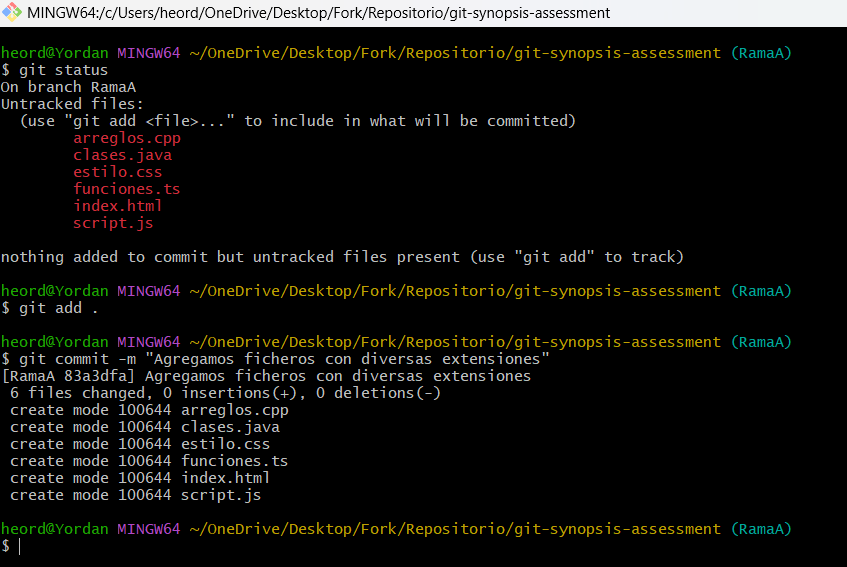 MINGW64:/c/Users/heord/OneDrive/Desktop/Fork/Repositorio/git-synopsis-assessment
heord@Yordan MINGW64 ~/OneDrive/Desktop/Fork/Repositorio/git-synopsis-assessment (RamaA)
$ git status
On branch RamaA
Untracked files:
  (use "git add <file>..." to include in what will be committed)
        arreglos.cpp
        clases.java
        estilo.css
        funciones.ts
        index.html
        script.js
nothing added to commit but untracked files present (use "git add" to track)
heord@Yordan MINGW64 ~/OneDrive/Desktop/Fork/Repositorio/git-synopsis-assessment (RamaA)
$ git add .
heord@Yordan MINGW64 ~/OneDrive/Desktop/Fork/Repositorio/git-synopsis-assessment (RamaA)
$ git commit -m "Agregamos ficheros con diversas extensiones"
[RamaA 83a3dfa] Agregamos ficheros con diversas extensiones
 6 files changed, 0 insertions(+), 0 deletions(-)
 create mode 100644 arreglos.cpp
 create mode 100644 clases.java
 create mode 100644 estilo.css
 create mode 100644 funciones.ts
 create mode 100644 index.html
 create mode 100644 script.js
heord@Yordan MINGW64 ~/OneDrive/Desktop/Fork/Repositorio/git-synopsis-assessment (RamaA)
$